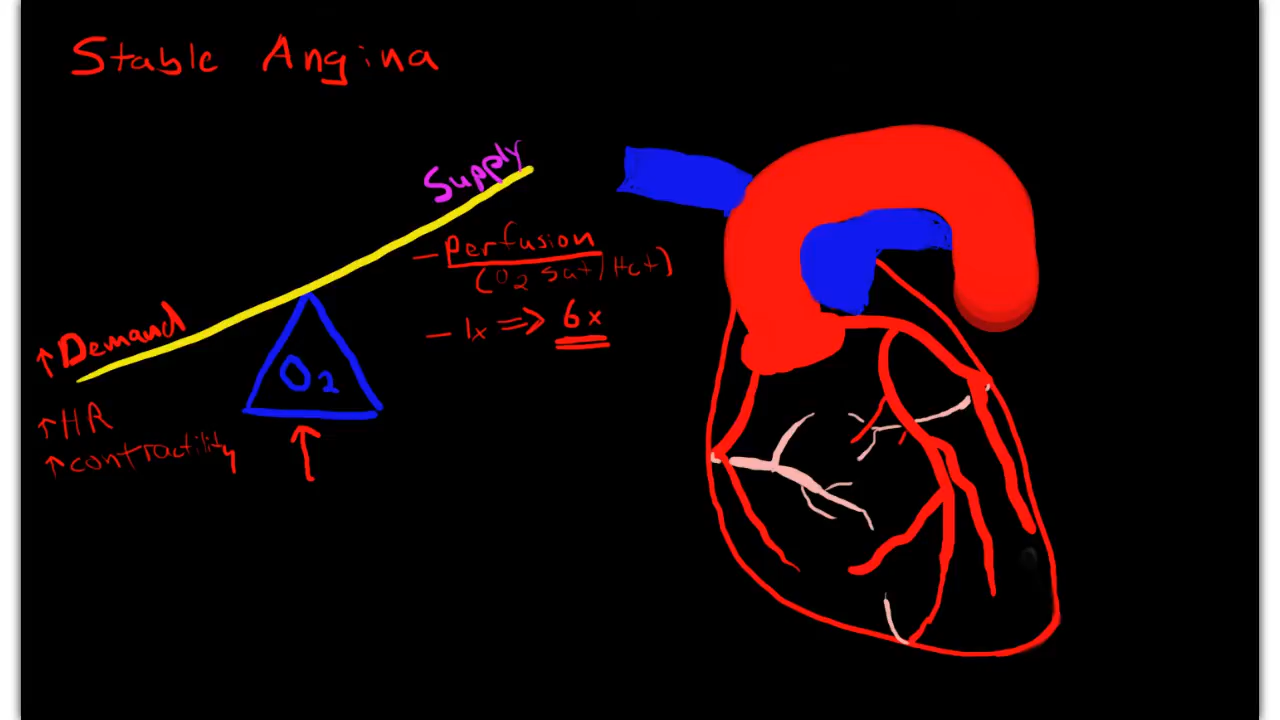 Stable Angina
Supply
- Perfusion
(O2 sat / Hct)
- 1x => 6x
↑ Demand
O2
↑ HR
↑ contractility
↑